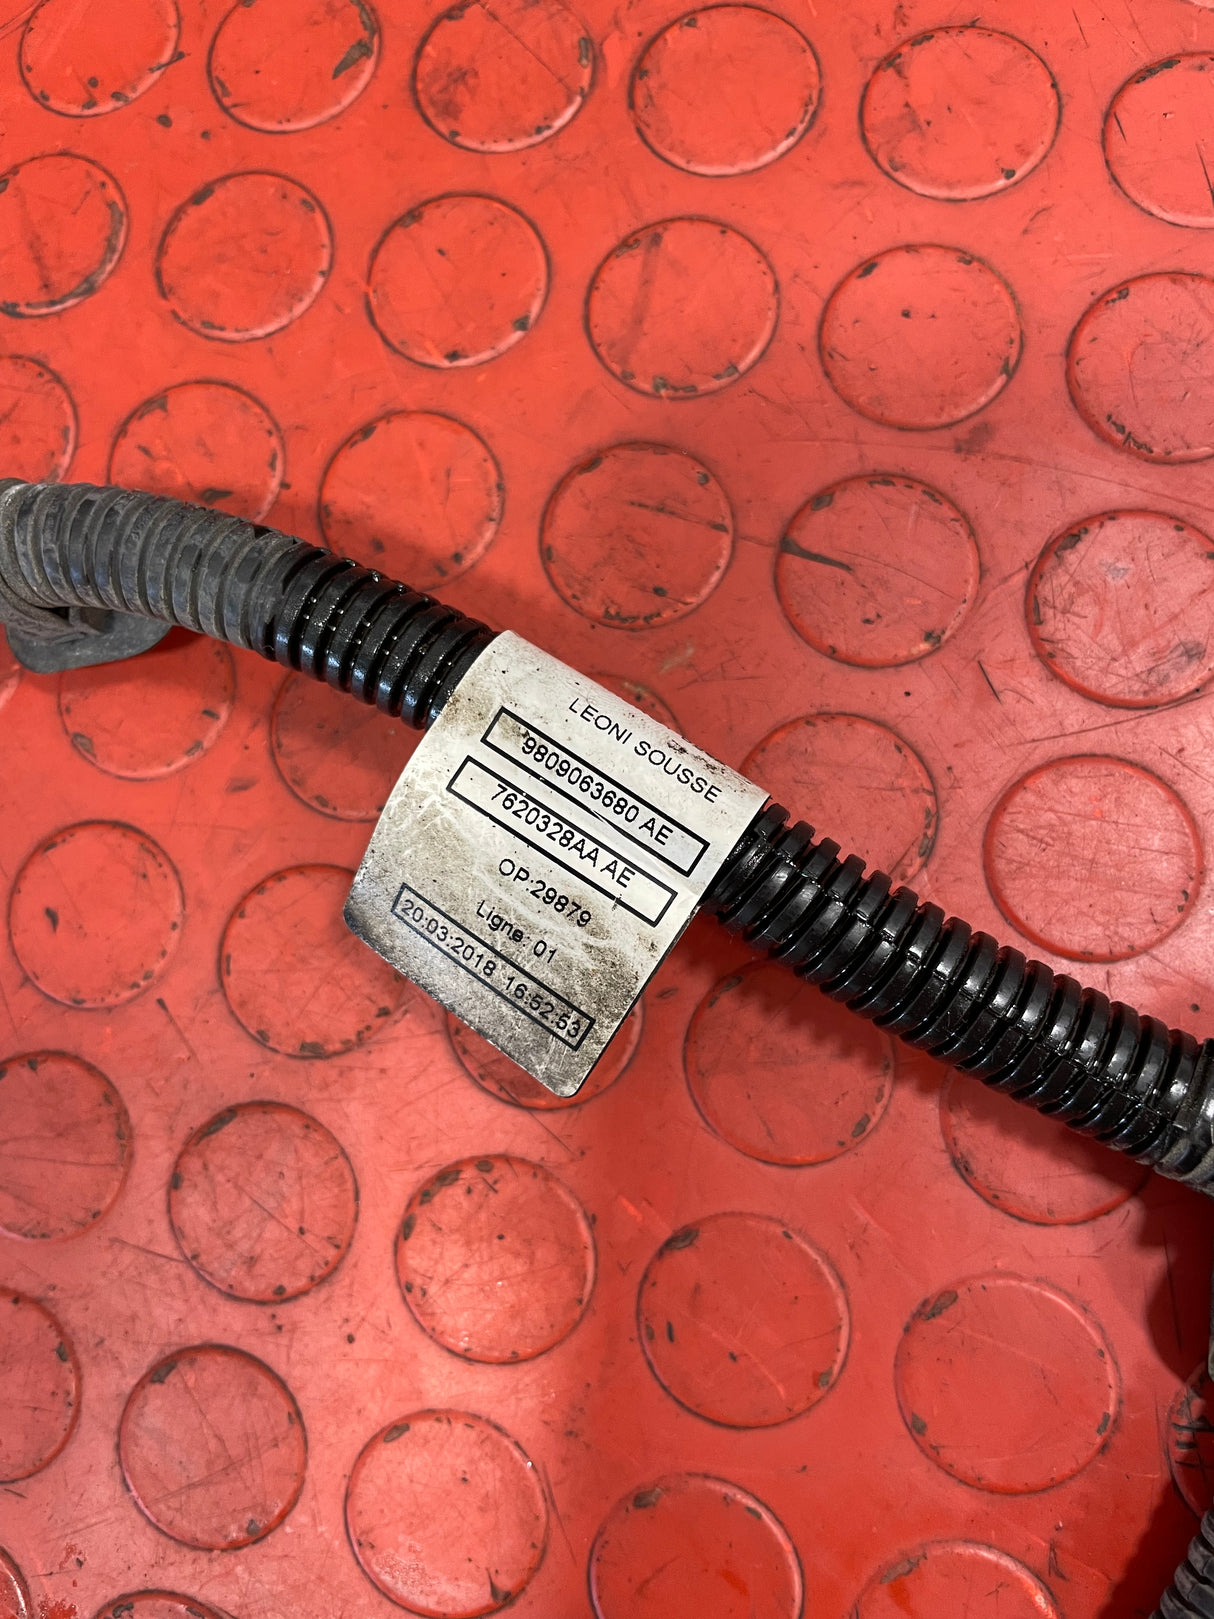 LEONI SOUSSE
9809063680 AE
7620328AA AE
OP:29879
Ligne: 01
20:03:2018 16:52:53